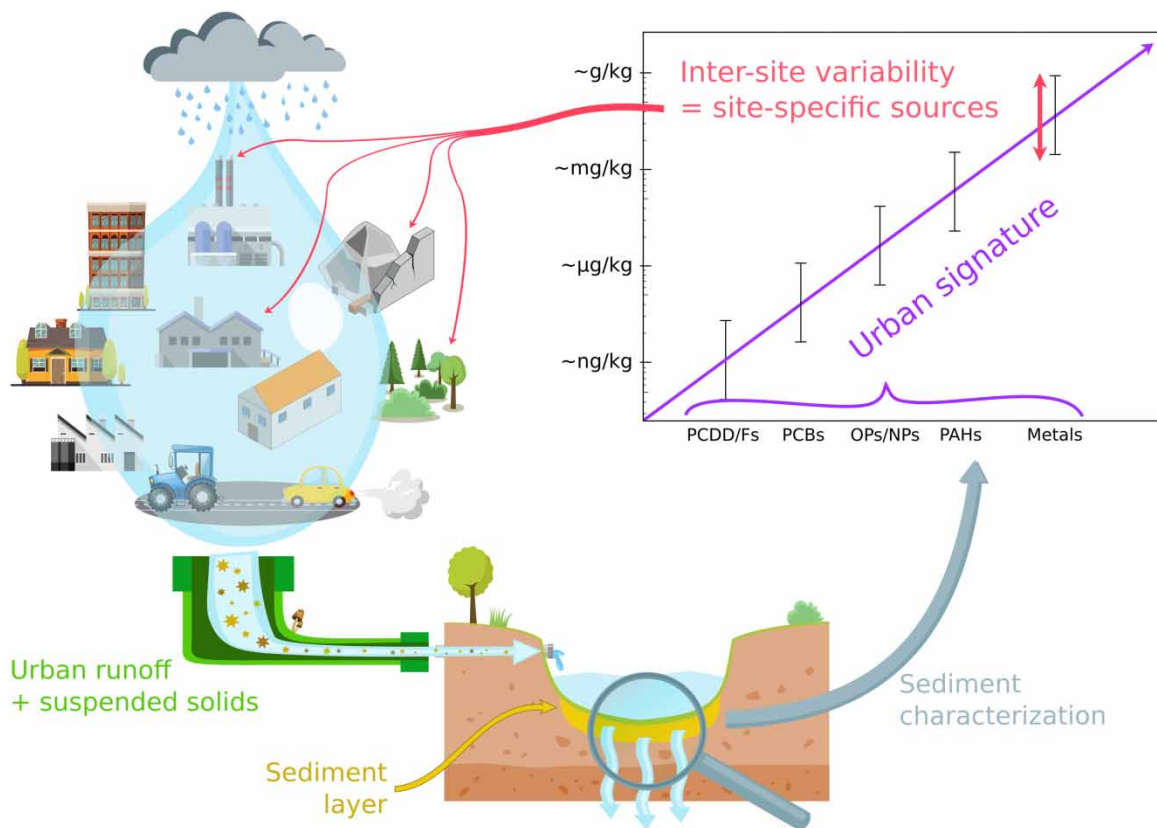 ~g/kg
~mg/kg
~µg/kg
~ng/kg
Inter-site variability
= site-specific sources
Urban signature
PCDD/Fs
PCBs
OPs/NPs
PAHs
Metals
Urban runoff
+ suspended solids
Sediment
layer
Sediment
characterization